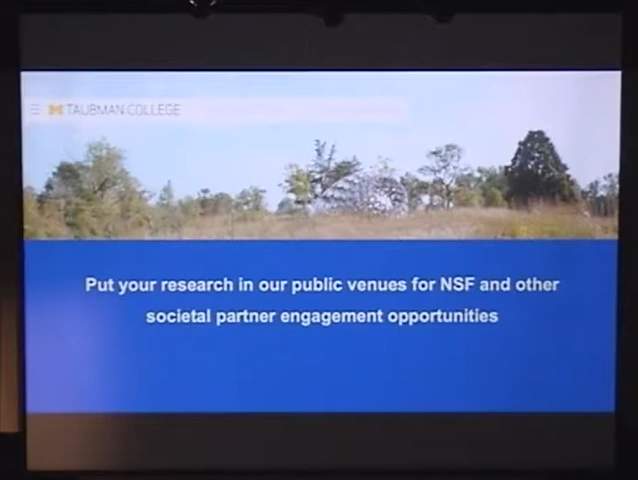 TAUBMAN COLLEGE
Put your research in our public venues for NSF and other
societal partner engagement opportunities